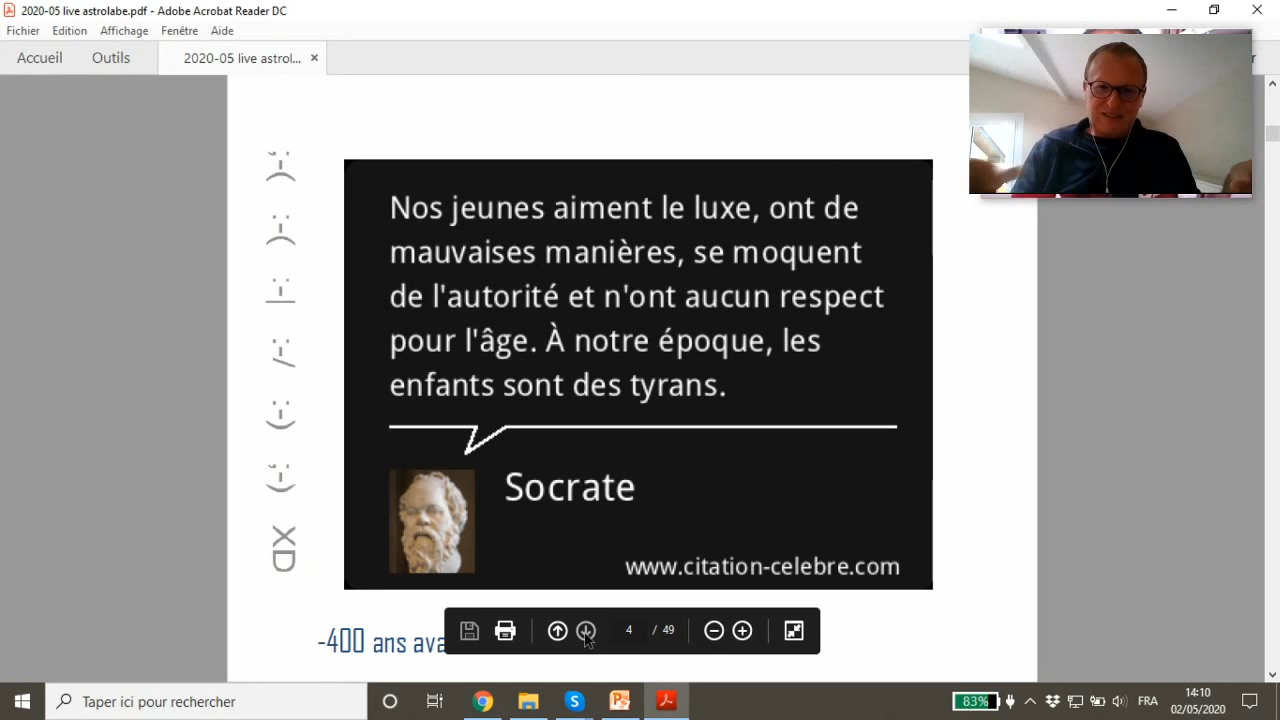 2020-05 live astrolabe.pdf - Adobe Acrobat Reader DC
Fichier Edition Affichage Fenêtre Aide
Accueil Outils 2020-05 live astrol... ×
Nos jeunes aiment le luxe, ont de
mauvaises manières, se moquent
de l'autorité et n'ont aucun respect
pour l'âge. À notre époque, les
enfants sont des tyrans.
Socrate
www.citation-celebre.com
;-(
:-(
:-|
:-/
:-)
;-)
XD
-400 ans ava
4 / 49
Taper ici pour rechercher
83%
FRA
14:10
02/05/2020